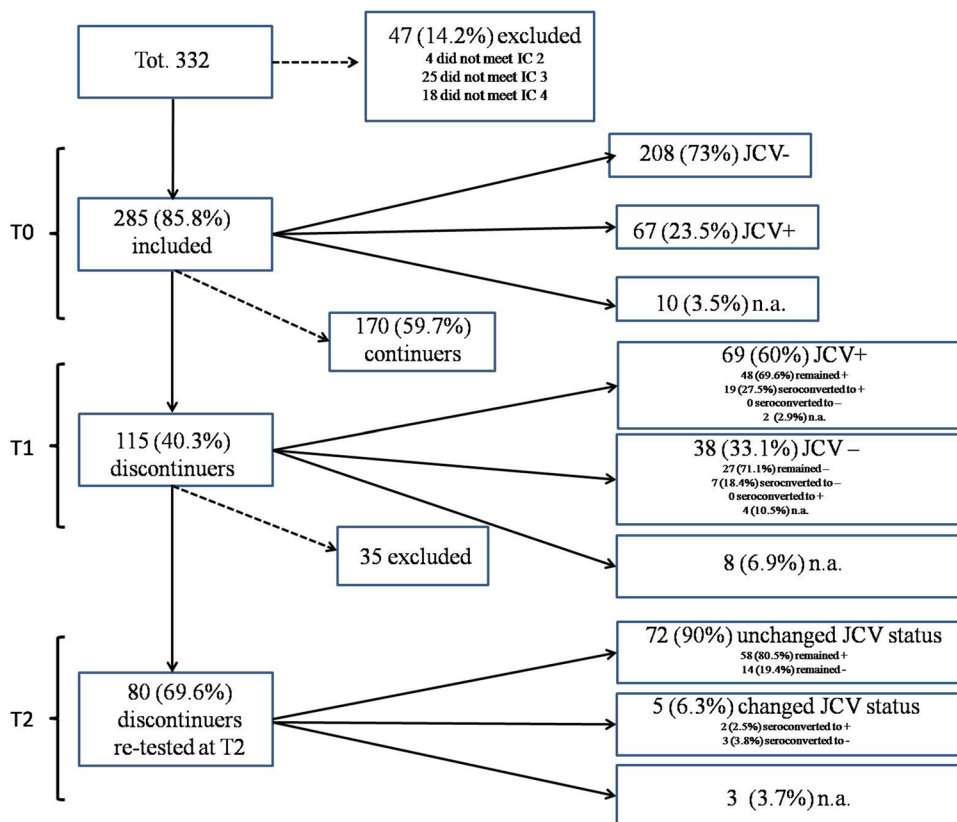 Tot. 332
47 (14.2%) excluded
4 did not meet IC 2
25 did not meet IC 3
18 did not meet IC 4
T0
285 (85.8%)
included
208 (73%) JCV-
67 (23.5%) JCV+
10 (3.5%) n.a.
170 (59.7%)
continuers
T1
115 (40.3%)
discontinuers
69 (60%) JCV+
48 (69.6%) remained +
19 (27.5%) seroconverted to +
0 seroconverted to –
2 (2.9%) n.a.
38 (33.1%) JCV –
27 (71.1%) remained –
7 (18.4%) seroconverted to –
0 seroconverted to +
4 (10.5%) n.a.
8 (6.9%) n.a.
35 excluded
T2
80 (69.6%)
discontinuers
re-tested at T2
72 (90%) unchanged JCV status
58 (80.5%) remained +
14 (19.4%) remained -
5 (6.3%) changed JCV status
2 (2.5%) seroconverted to +
3 (3.8%) seroconverted to -
3 (3.7%) n.a.